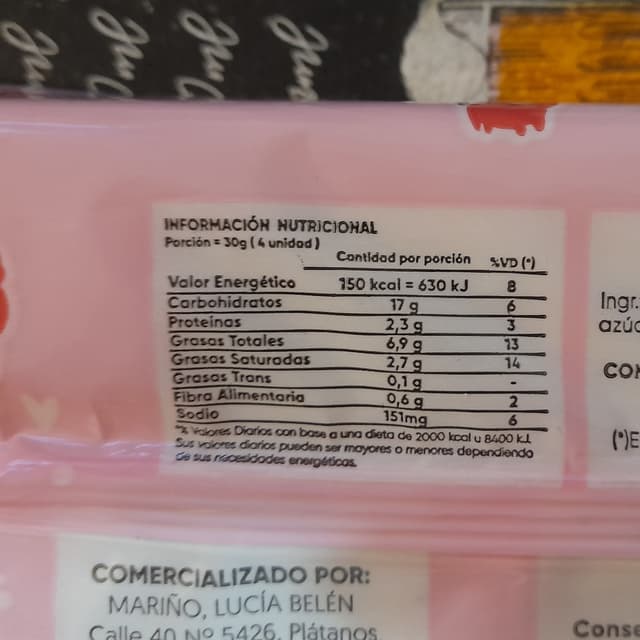 INFORMACIÓN NUTRICIONAL
Porción = 30g (4 unidad)
Cantidad por porción %VD (*)
Valor Energético 150 kcal = 630 kJ 8
Carbohidratos 17 g 6
Proteínas 2,3 g 3
Grasas Totales 6,9 g 13
Grasas Saturadas 2,7 g 14
Grasas Trans 0,1 g -
Fibra Alimentaria 0,6 g 2
Sodio 151mg 6
Valores Diarios con base a una dieta de 2000 kcal u 8400 kJ.
Sus valores diarios pueden ser mayores o menores dependiendo
de sus necesidades energéticas.
Ingr.
azúc
CON
(*)E
COMERCIALIZADO POR:
MARIÑO, LUCÍA BELÉN
Calle 40 Nº 5426, Plátanos
Conse